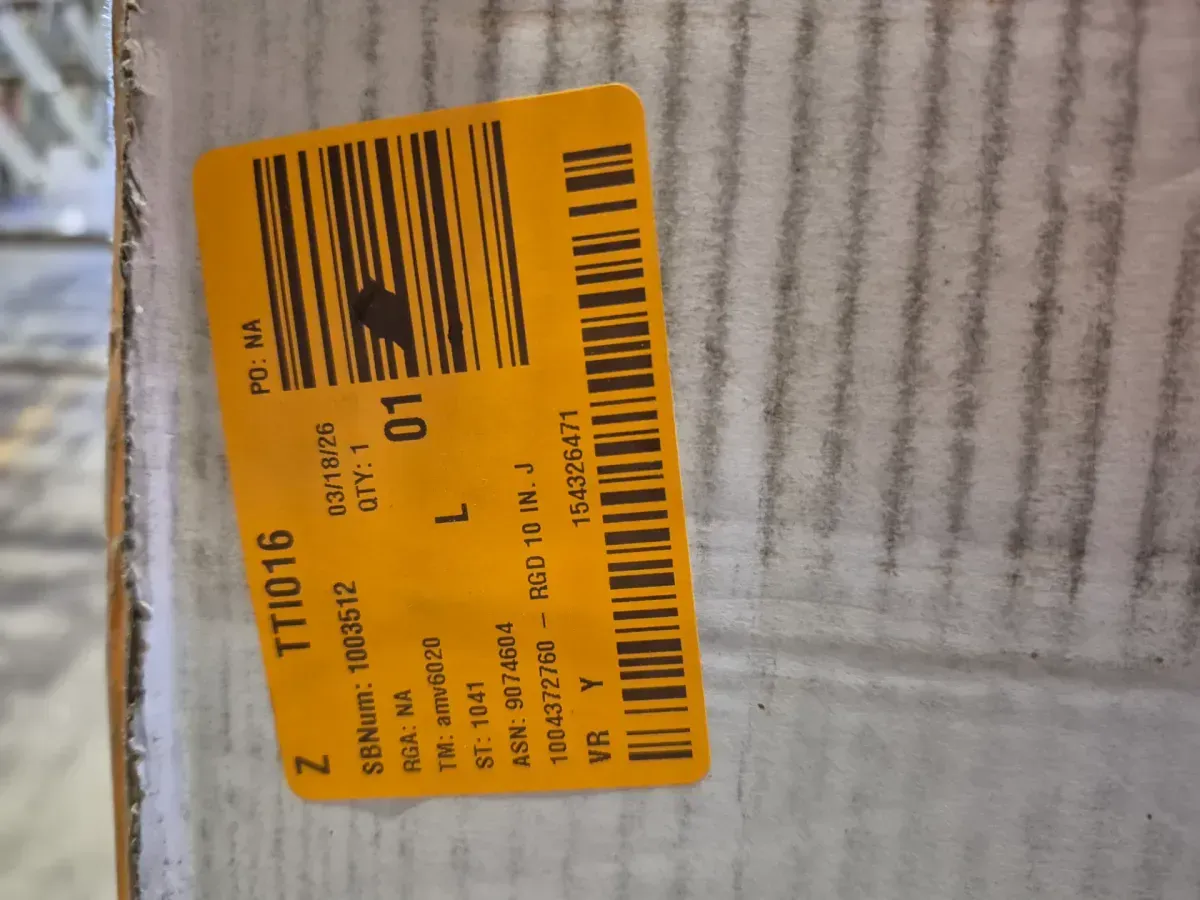 Z TTI016 PO: NA
03/18/26
SBNum: 1003512 QTY: 1
RGA: NA 01
TM: amv6020 L
ST: 1041
ASN: 9074604
1004372760 – RGD 10 IN. J
VR Y 154326471